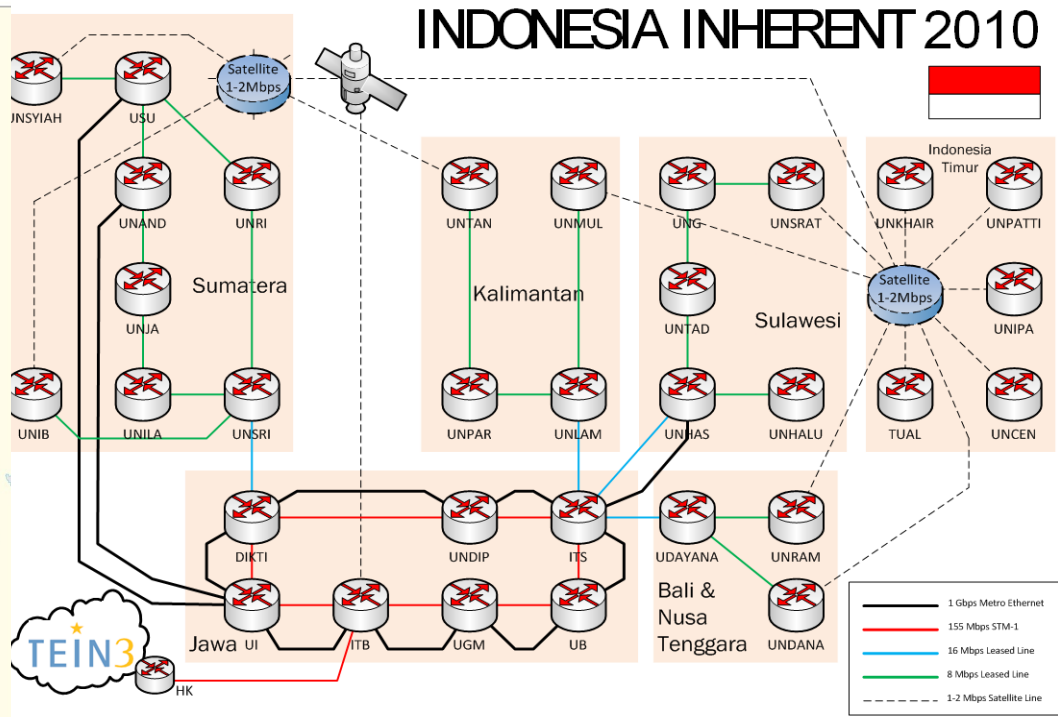 INDONESIA INHERENT 2010
Satellite
1-2Mbps
UNSYIAH
USU
UNAND
UNRI
Sumatera
UNJA
UNIB
UNILA
UNSRI
UNTAN
UNMUL
Kalimantan
UNPAR
UNLAM
UNG
UNSRAT
UNTAD
Sulawesi
UNHAS
UNHALU
Indonesia
Timur
UNKHAIR
UNPATTI
Satellite
1-2Mbps
UNIPA
TUAL
UNCEN
DIKTI
UNDIP
ITS
Jawa
UI
ITB
UGM
UB
UDAYANA
UNRAM
Bali &
Nusa
Tenggara
UNDANA
TEIN3
HK
1 Gbps Metro Ethernet
155 Mbps STM-1
16 Mbps Leased Line
8 Mbps Leased Line
1-2 Mbps Satellite Line